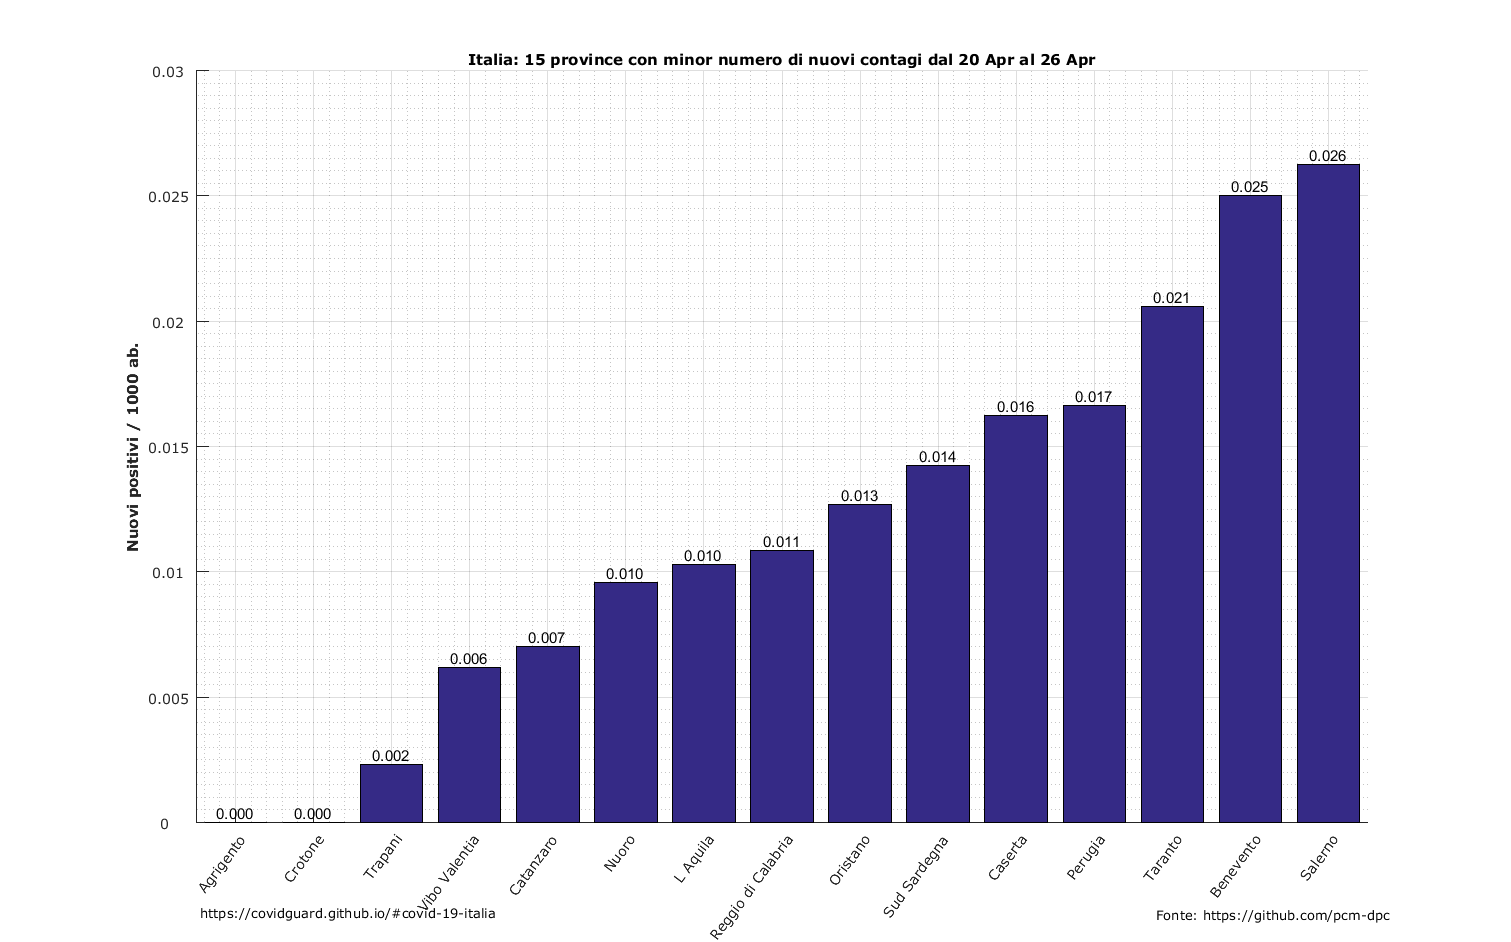 Italia: 15 province con minor numero di nuovi contagi dal 20 Apr al 26 Apr
Nuovi positivi / 1000 ab.
0.03
0.025
0.02
0.015
0.01
0.005
0
0.000
0.000
0.002
0.006
0.007
0.010
0.010
0.011
0.013
0.014
0.016
0.017
0.021
0.025
0.026
Agrigento
Crotone
Trapani
Vibo Valentia
Catanzaro
Nuoro
L Aquila
Reggio di Calabria
Oristano
Sud Sardegna
Caserta
Perugia
Taranto
Benevento
Salerno
https://covidguard.github.io/#covid-19-italia
Fonte: https://github.com/pcm-dpc